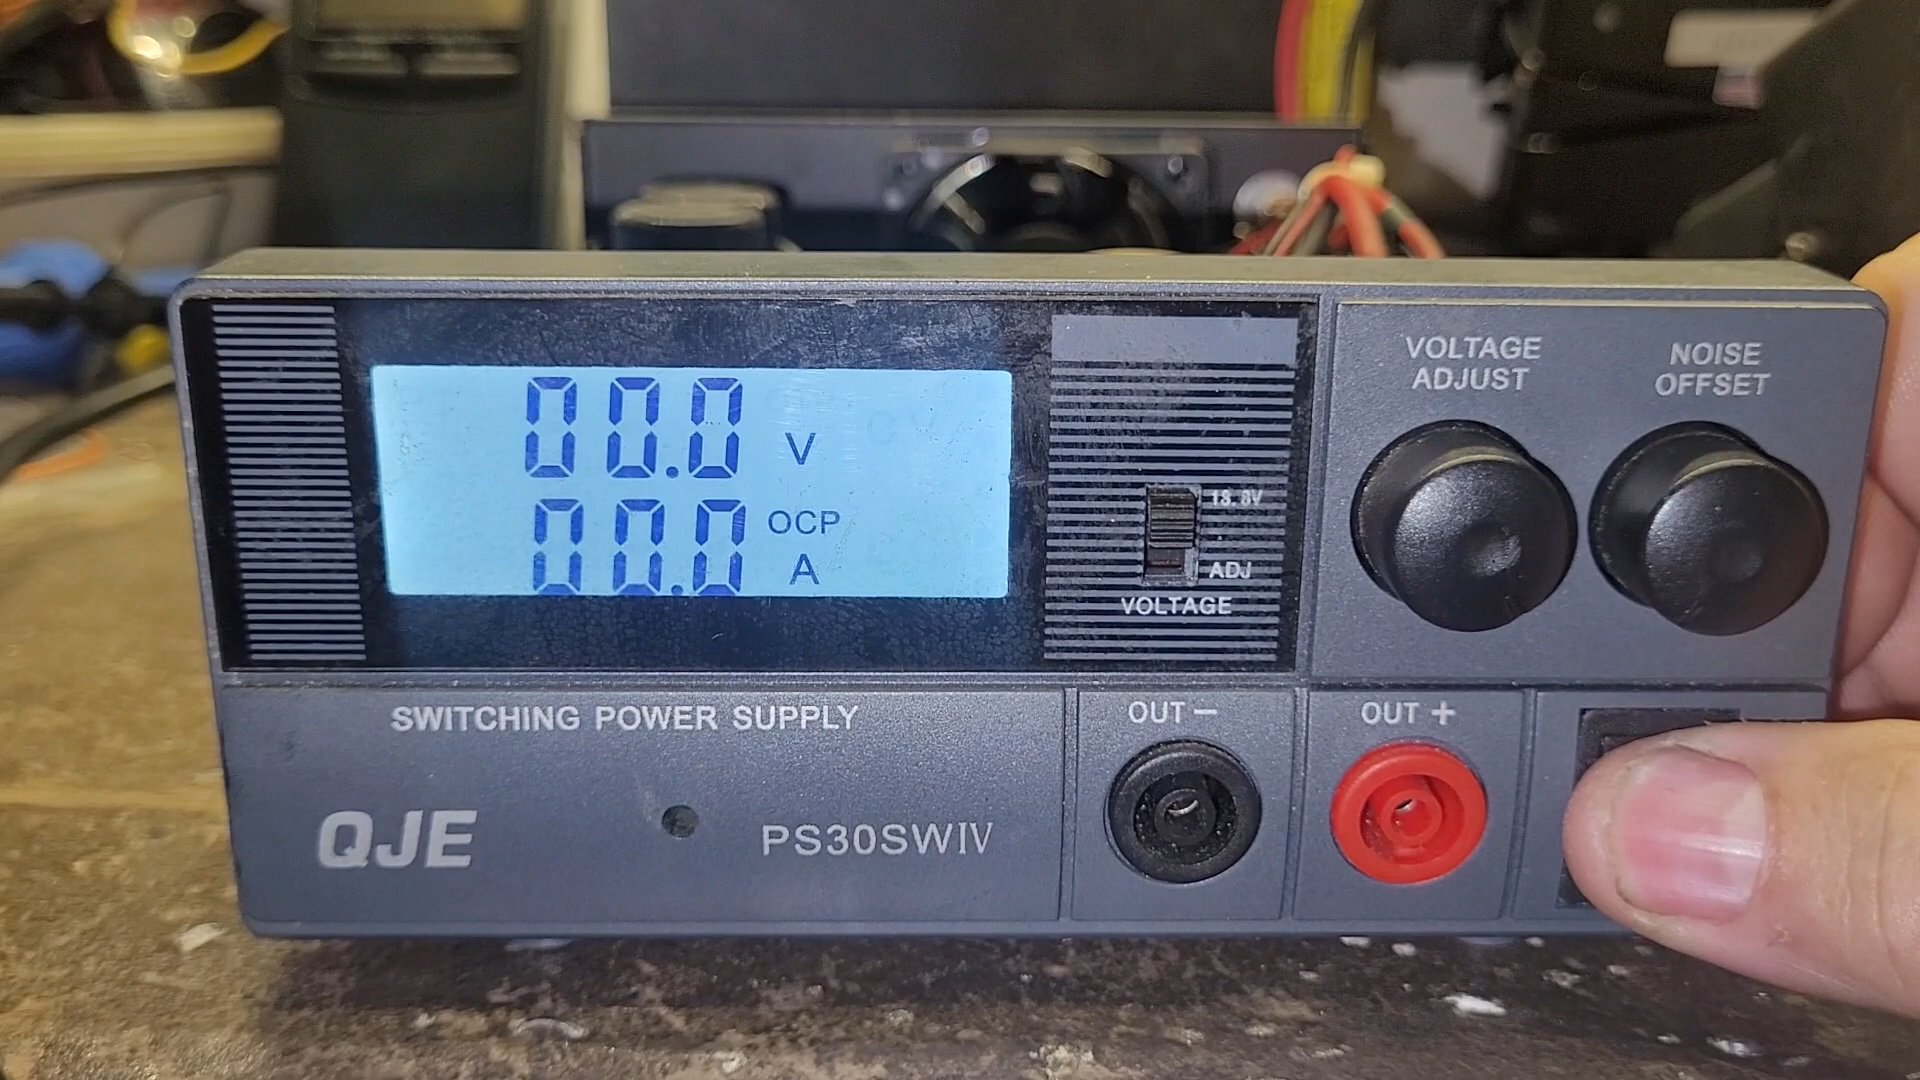 00.0 V
00.0 OCP
A
13.8V
ADJ
VOLTAGE
VOLTAGE
ADJUST
NOISE
OFFSET
SWITCHING POWER SUPPLY
QJE
PS30SWIV
OUT −
OUT +